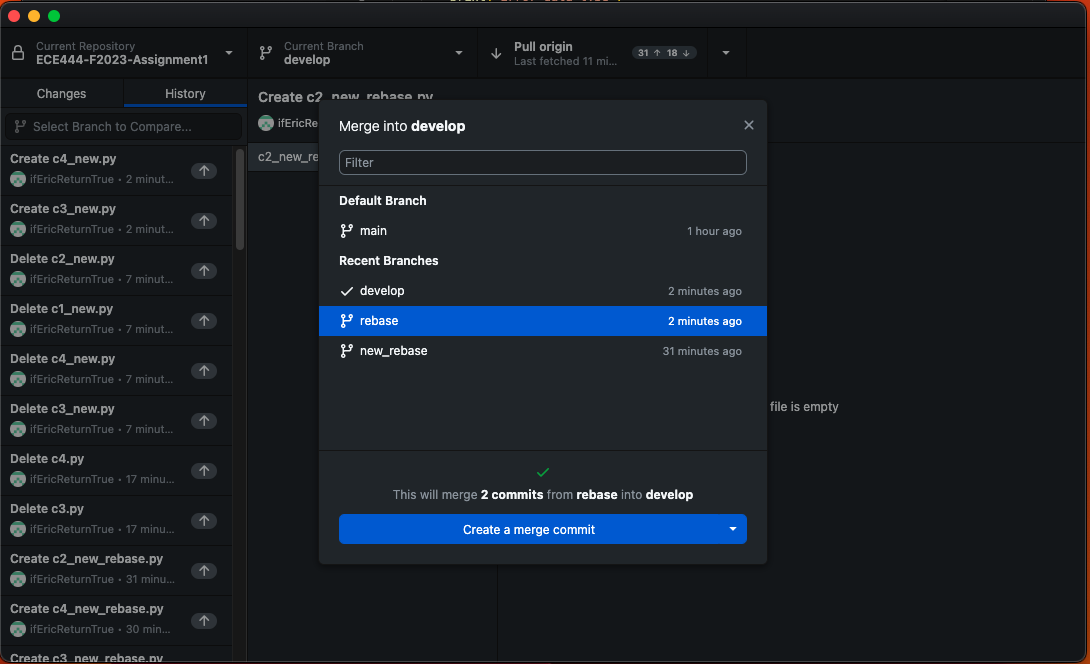 Current Repository
ECE444-F2023-Assignment1
Current Branch
develop
Pull origin
Last fetched 11 mi...
31 ↑ 18 ↓
Changes
History
Select Branch to Compare...
Create c4_new.py
ifEricReturnTrue • 2 minut...
Create c3_new.py
ifEricReturnTrue • 2 minut...
Delete c2_new.py
ifEricReturnTrue • 7 minut...
Delete c1_new.py
ifEricReturnTrue • 7 minut...
Delete c4_new.py
ifEricReturnTrue • 7 minut...
Delete c3_new.py
ifEricReturnTrue • 7 minut...
Delete c4.py
ifEricReturnTrue • 17 minu...
Delete c3.py
ifEricReturnTrue • 17 minu...
Create c2_new_rebase.py
ifEricReturnTrue • 31 minu...
Create c4_new_rebase.py
ifEricReturnTrue • 30 min...
Create c3_new_rebase.py
Create c2_new_rebase.py
ifEricRe
c2_new_re
file is empty
Merge into develop
Filter
Default Branch
main
1 hour ago
Recent Branches
develop
2 minutes ago
rebase
2 minutes ago
new_rebase
31 minutes ago
This will merge 2 commits from rebase into develop
Create a merge commit